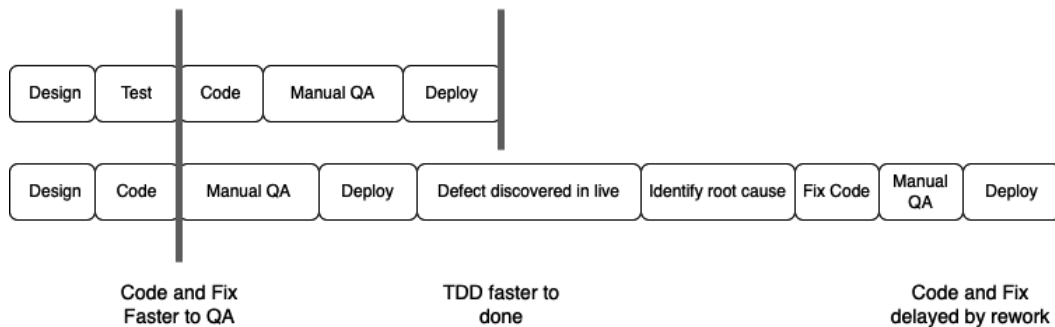 Design Test Code Manual QA Deploy
Design Code Manual QA Deploy Defect discovered in live Identify root cause Fix Code Manual QA Deploy
Code and Fix
Faster to QA
TDD faster to
done
Code and Fix
delayed by rework